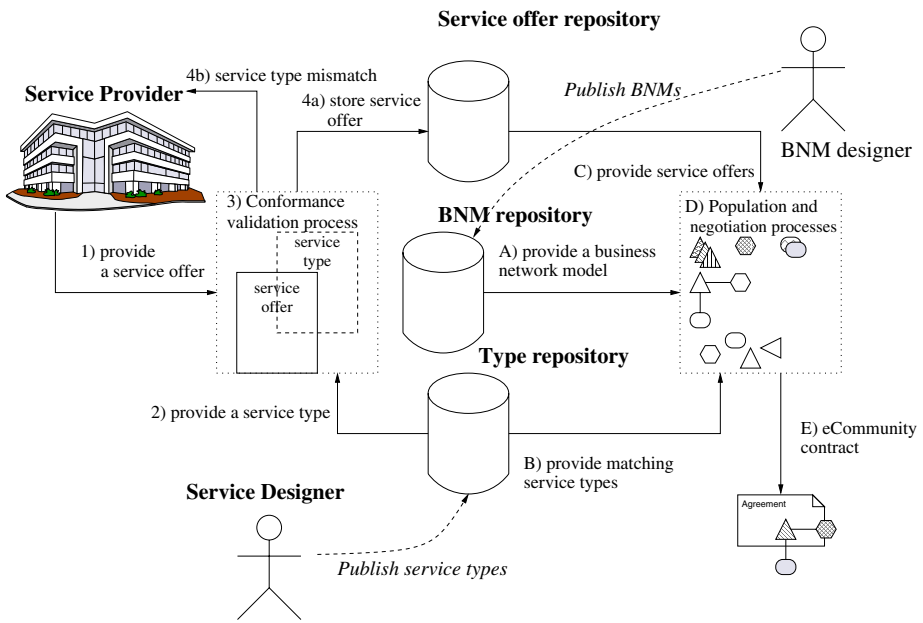 Service offer repository
4b) service type mismatch
Service Provider
4a) store service
offer
Publish BNMs
BNM designer
C) provide service offers
3) Conformance
validation process
service
type
service
offer
1) provide
a service offer
BNM repository
A) provide a business
network model
D) Population and
negotiation processes
Type repository
2) provide a service type
B) provide matching
service types
E) eCommunity
contract
Service Designer
Publish service types
Agreement